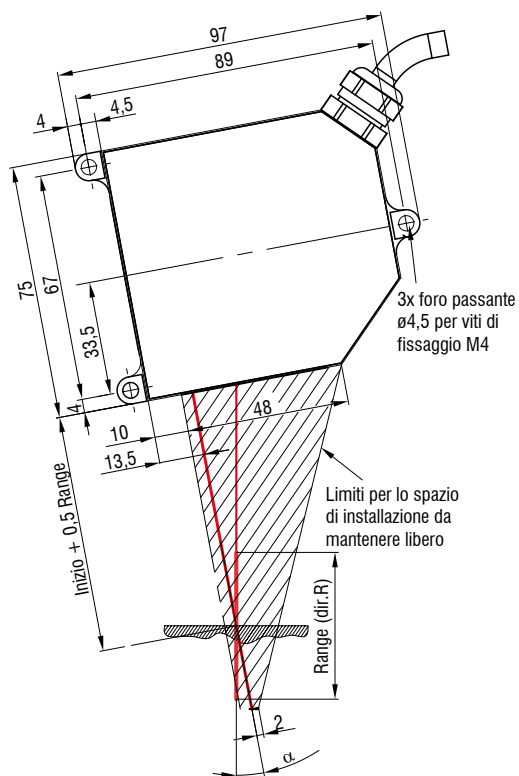 97
89
4
4,5
75
67
33,5
4
3x foro passante
ø4,5 per viti di
fissaggio M4
48
10
13,5
Limiti per lo spazio
di installazione da
mantenere libero
Inizio + 0,5 Range
Range (dir.R)
2
α